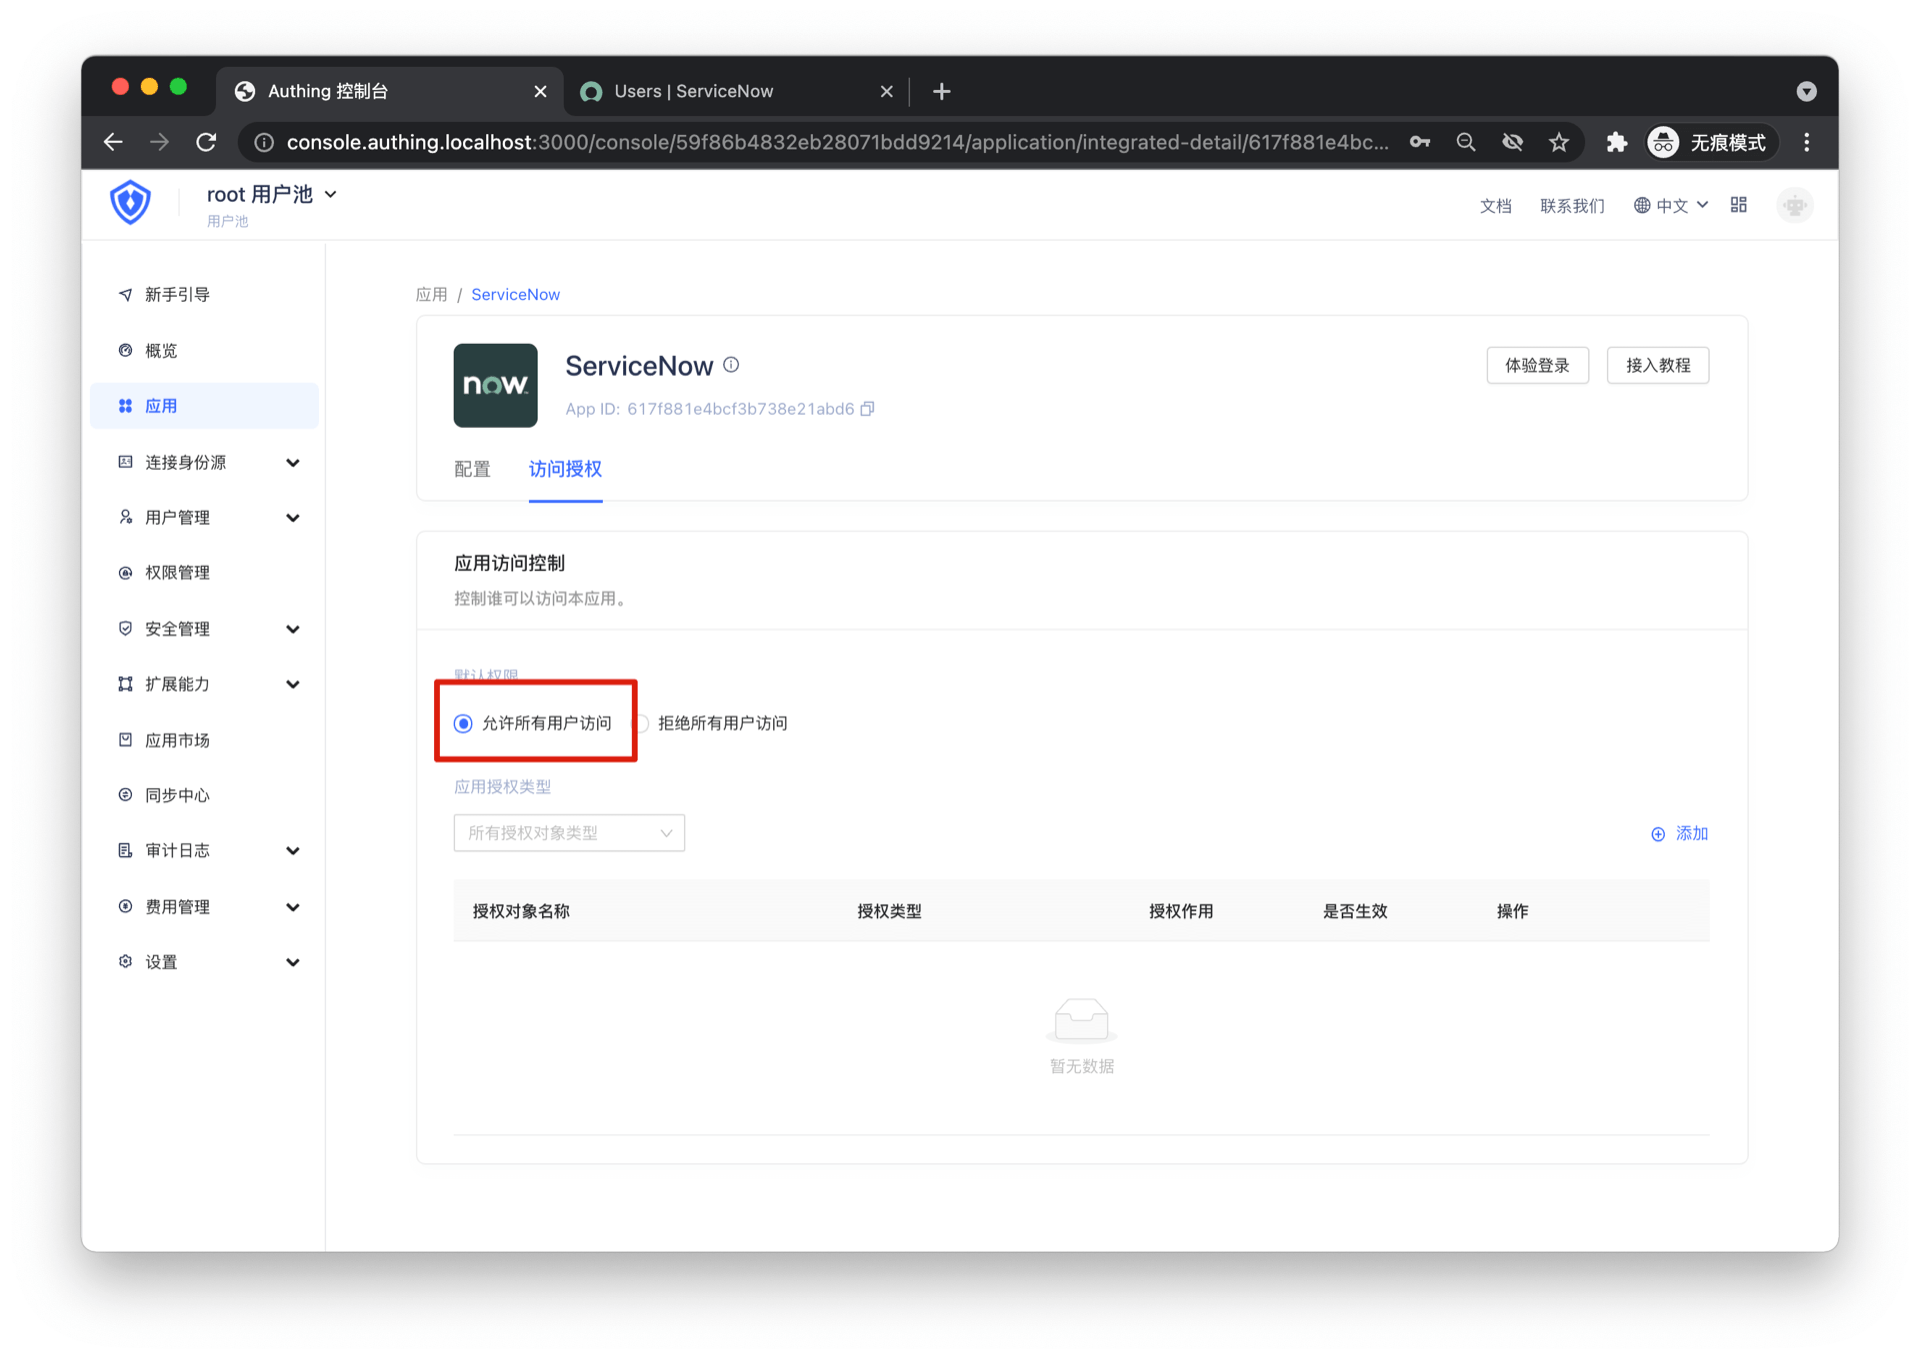 Authing 控制台
Users | ServiceNow
console.authing.localhost:3000/console/59f86b4832eb28071bdd9214/application/integrated-detail/617f881e4bc...
无痕模式
root 用户池
用户池
文档
联系我们
中文
新手引导
概览
应用
连接身份源
用户管理
权限管理
安全管理
扩展能力
应用市场
同步中心
审计日志
费用管理
设置
应用 / ServiceNow
now
ServiceNow
App ID: 617f881e4bcf3b738e21abd6
体验登录
接入教程
配置
访问授权
应用访问控制
控制谁可以访问本应用。
默认权限
允许所有用户访问
拒绝所有用户访问
应用授权类型
所有授权对象类型
添加
授权对象名称
授权类型
授权作用
是否生效
操作
暂无数据